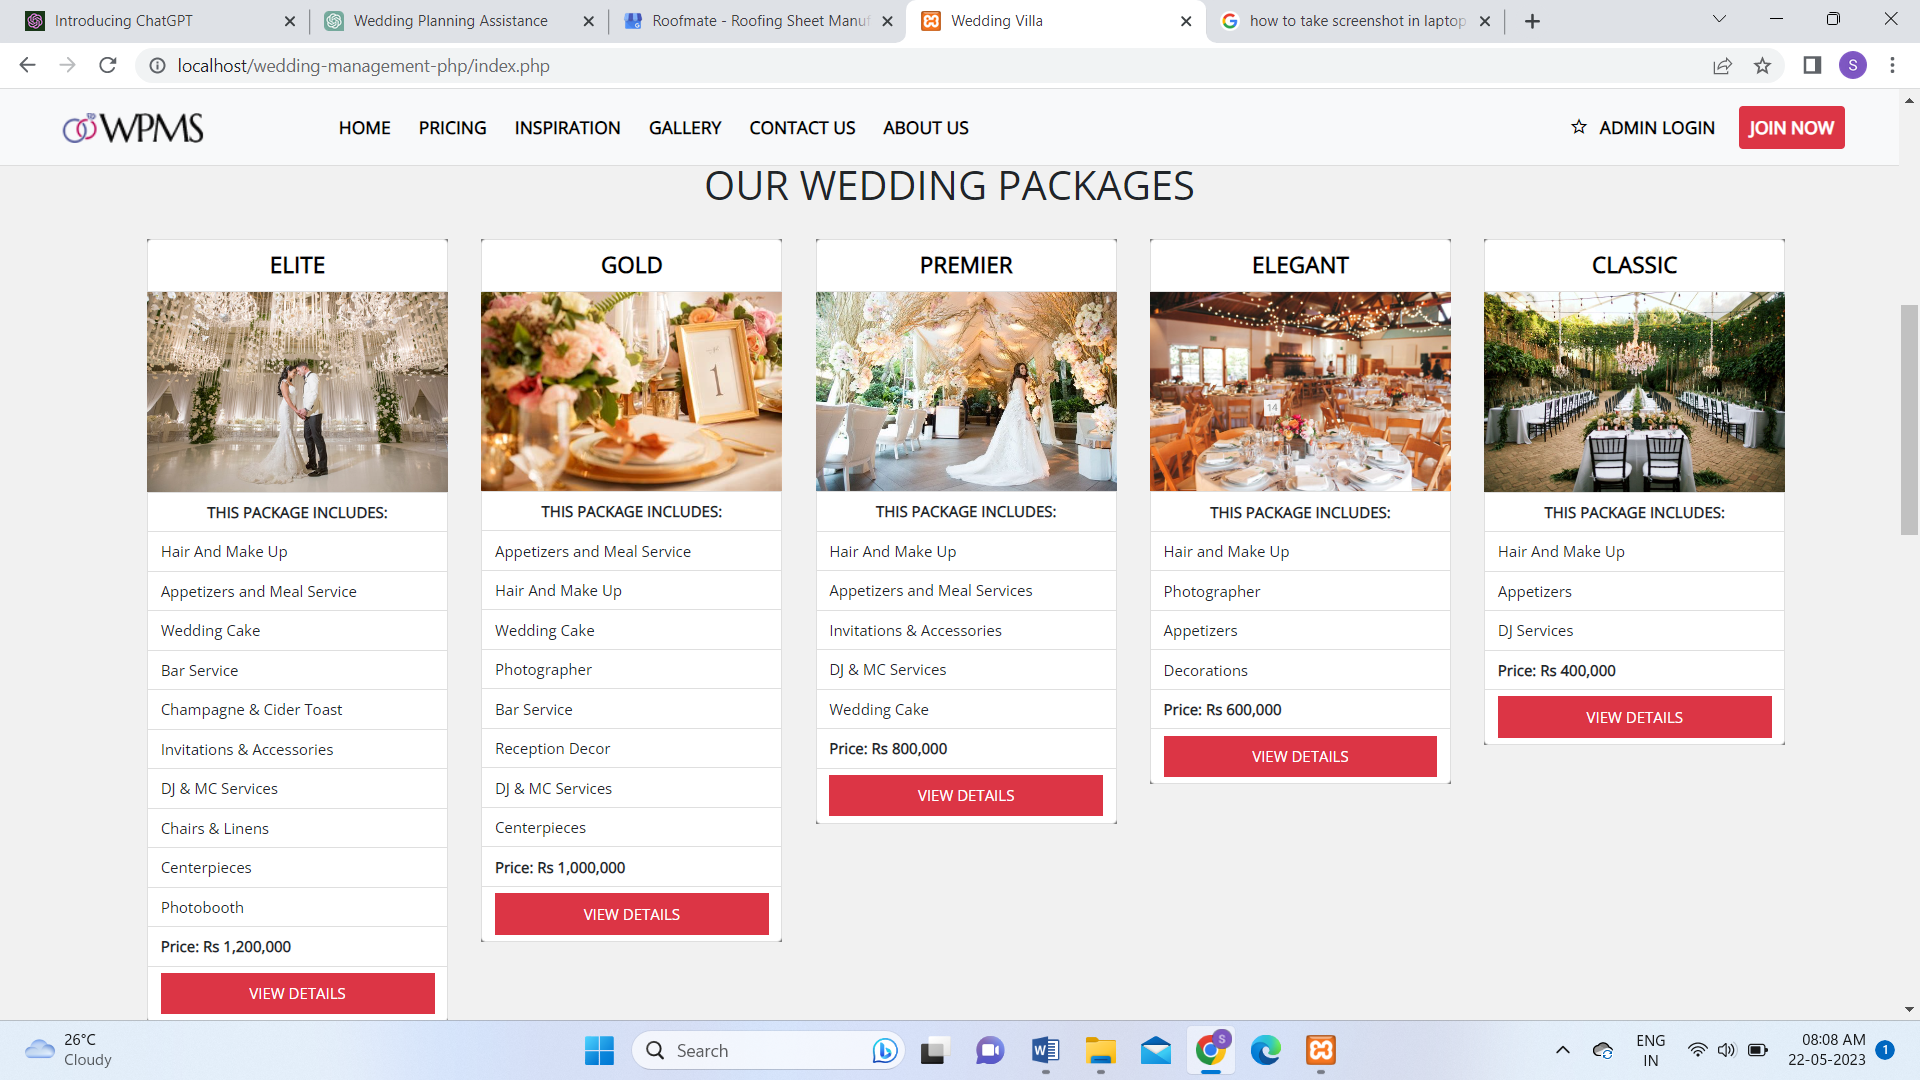 Introducing ChatGPT
Wedding Planning Assistance
Roofmate - Roofing Sheet Manuf
Wedding Villa
how to take screenshot in laptop
S
localhost/wedding-management-php/index.php
WPMS
HOME
PRICING
INSPIRATION
GALLERY
CONTACT US
ABOUT US
ADMIN LOGIN
JOIN NOW
OUR WEDDING PACKAGES
ELITE
THIS PACKAGE INCLUDES:
Hair And Make Up
Appetizers and Meal Service
Wedding Cake
Bar Service
Champagne & Cider Toast
Invitations & Accessories
DJ & MC Services
Chairs & Linens
Centerpieces
Photobooth
Price: Rs 1,200,000
VIEW DETAILS
GOLD
1
THIS PACKAGE INCLUDES:
Appetizers and Meal Service
Hair And Make Up
Wedding Cake
Photographer
Bar Service
Reception Decor
DJ & MC Services
Centerpieces
Price: Rs 1,000,000
VIEW DETAILS
PREMIER
THIS PACKAGE INCLUDES:
Hair And Make Up
Appetizers and Meal Services
Invitations & Accessories
DJ & MC Services
Wedding Cake
Price: Rs 800,000
VIEW DETAILS
ELEGANT
14
THIS PACKAGE INCLUDES:
Hair and Make Up
Photographer
Appetizers
Decorations
Price: Rs 600,000
VIEW DETAILS
CLASSIC
THIS PACKAGE INCLUDES:
Hair And Make Up
Appetizers
DJ Services
Price: Rs 400,000
VIEW DETAILS
26°C
Cloudy
Search
S
ENG
IN
08:08 AM
22-05-2023
1